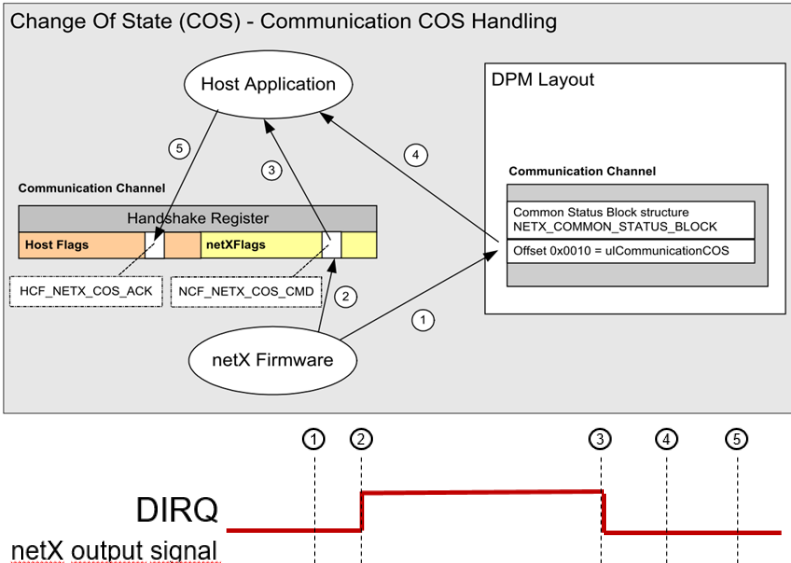 Change Of State (COS) - Communication COS Handling
Host Application
DPM Layout
5
3
4
Communication Channel
Communication Channel
Handshake Register
Host Flags
netXFlags
Common Status Block structure
NETX_COMMON_STATUS_BLOCK
Offset 0x0010 = ulCommunicationCOS
HCF_NETX_COS_ACK
NCF_NETX_COS_CMD
2
1
netX Firmware
1
2
3
4
5
DIRQ
netX output signal